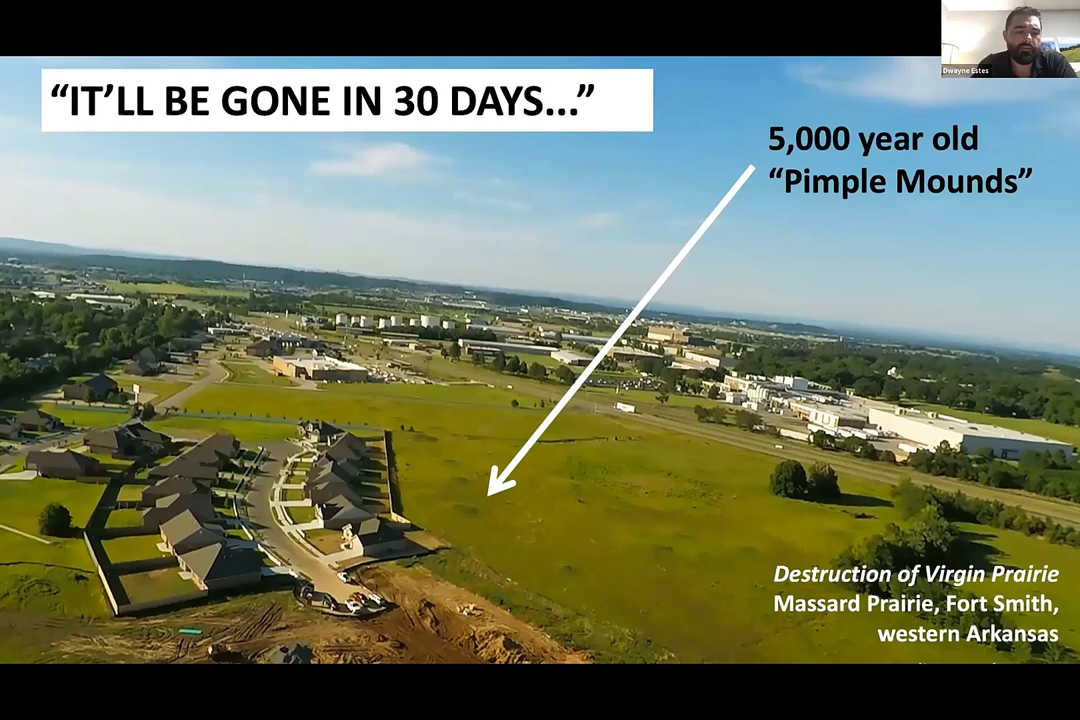 “IT’LL BE GONE IN 30 DAYS...”
5,000 year old
“Pimple Mounds”
Destruction of Virgin Prairie
Massard Prairie, Fort Smith,
western Arkansas
Dwayne Estes